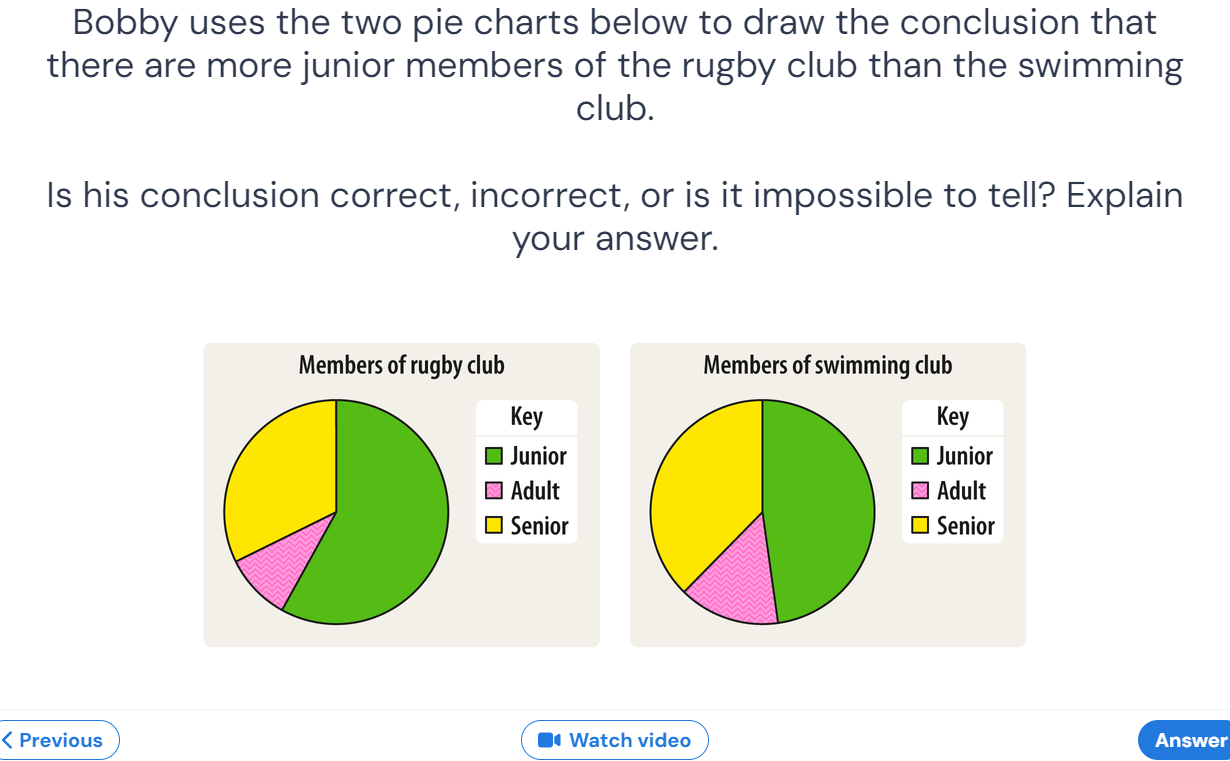 Bobby uses the two pie charts below to draw the conclusion that
there are more junior members of the rugby club than the swimming
club.
Is his conclusion correct, incorrect, or is it impossible to tell? Explain
your answer.
Members of rugby club
Key
Junior
Adult
Senior
Members of swimming club
Key
Junior
Adult
Senior
Previous
Watch video
Answer